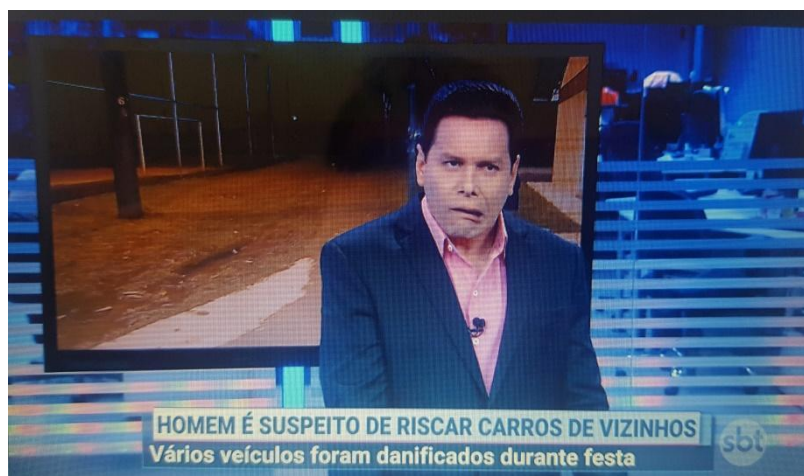 HOMEM É SUSPEITO DE RISCAR CARROS DE VIZINHOS
Vários veículos foram danificados durante festa
sbt